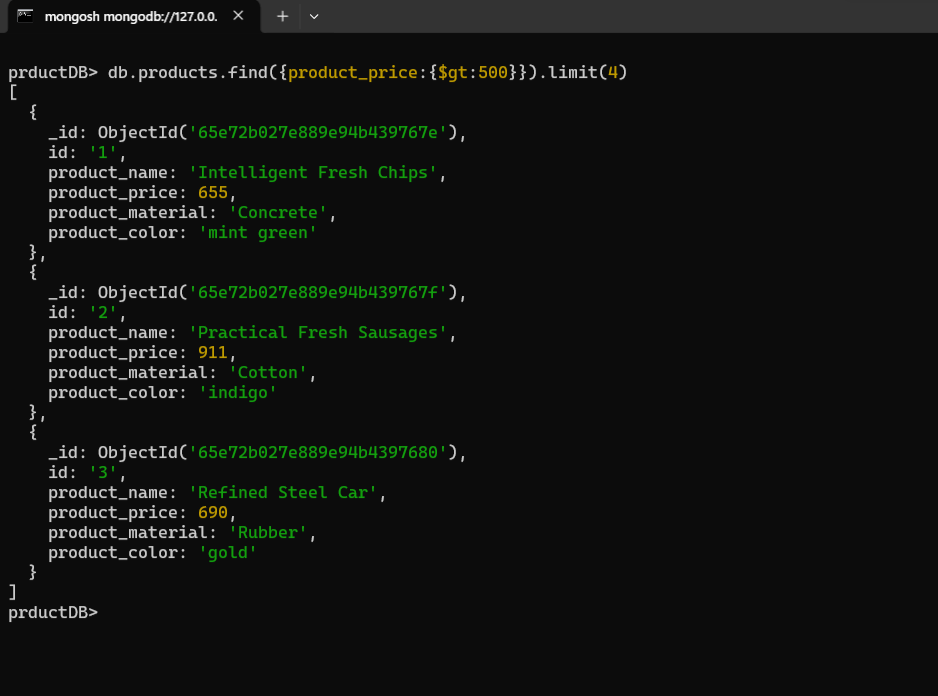 mongosh mongodb://127.0.0.
prductDB> db.products.find({product_price:{$gt:500}}).limit(4)
[
  {
    _id: ObjectId('65e72b027e889e94b439767e'),
    id: '1',
    product_name: 'Intelligent Fresh Chips',
    product_price: 655,
    product_material: 'Concrete',
    product_color: 'mint green'
  },
  {
    _id: ObjectId('65e72b027e889e94b439767f'),
    id: '2',
    product_name: 'Practical Fresh Sausages',
    product_price: 911,
    product_material: 'Cotton',
    product_color: 'indigo'
  },
  {
    _id: ObjectId('65e72b027e889e94b4397680'),
    id: '3',
    product_name: 'Refined Steel Car',
    product_price: 690,
    product_material: 'Rubber',
    product_color: 'gold'
  }
]
prductDB>